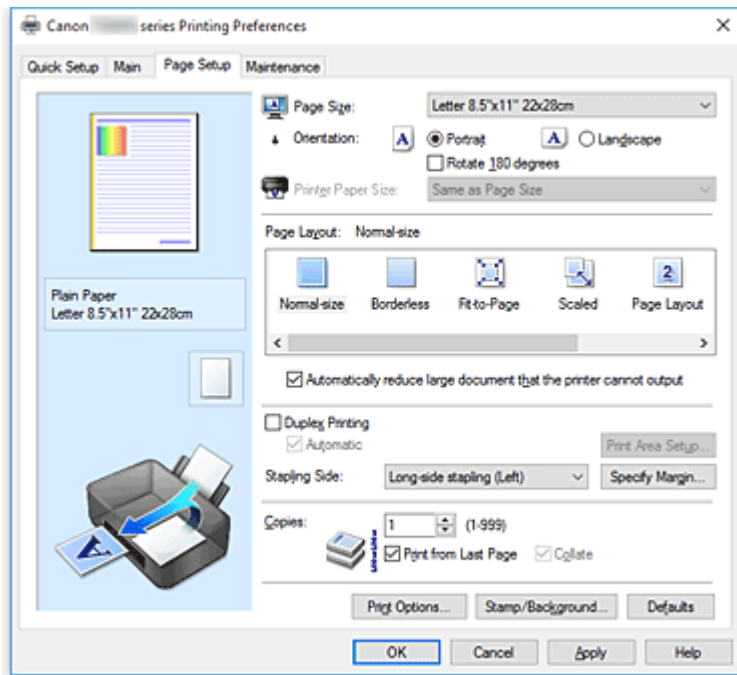 Canon series Printing Preferences
Quick Setup Main Page Setup Maintenance
Page Size: Letter 8.5"x11" 22x28cm
Orientation: A Portrait A Landscape
Rotate 180 degrees
Printer Paper Size: Same as Page Size
Page Layout: Normal-size
2
Normal-size Borderless Fit-to-Page Scaled Page Layout
Plain Paper
Letter 8.5"x11" 22x28cm
Automatically reduce large document that the printer cannot output
Duplex Printing
Automatic Print Area Setup...
Stapling Side: Long-side stapling (Left) Specify Margin...
Copies: 1 (1-999)
Print from Last Page Collate
A
Print Options... Stamp/Background... Defaults
OK Cancel Apply Help